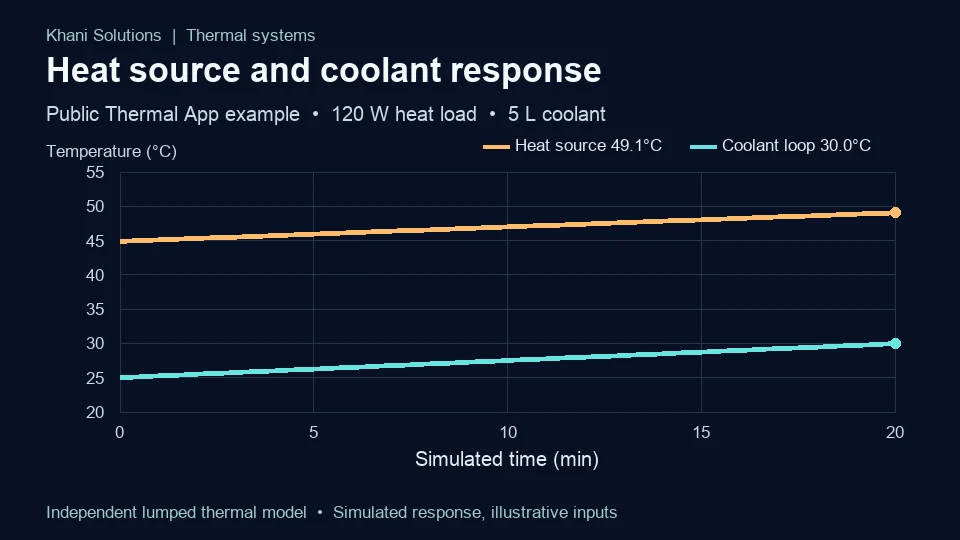 Khani Solutions | Thermal systems
Heat source and coolant response
Public Thermal App example • 120 W heat load • 5 L coolant
Temperature (°C)
Heat source 49.1°C
Coolant loop 30.0°C
55
50
45
40
35
30
25
20
0 5 10 15 20
Simulated time (min)
Independent lumped thermal model • Simulated response, illustrative inputs